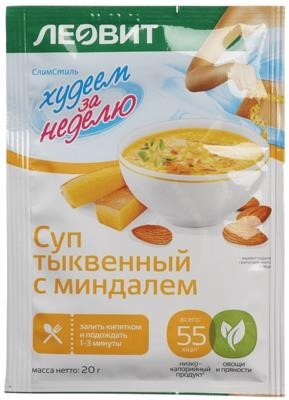 ЛЕОВИТ
СлимСтиль
худеем
за
неделю
Суп
тыквенный
с миндалем
залить кипятком
и подождать
1-3 минуты
всего:
55
ккал*
низко-
калорийный
продукт*
овощи
и пряности
масса нетто: 20 г